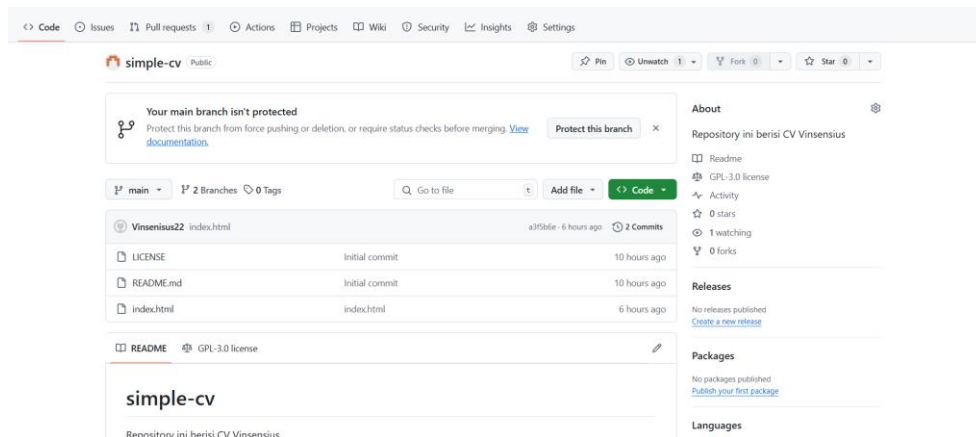 Code Issues Pull requests 1 Actions Projects Wiki Security Insights Settings
simple-cv Public
Pin Unwatch 1 Fork 0 Star 0
Your main branch isn't protected
Protect this branch from force pushing or deletion, or require status checks before merging. View
documentation.
Protect this branch
main 2 Branches 0 Tags
Go to file t
Add file Code
Vinsenisus22 index.html a3f5b6e · 6 hours ago 2 Commits
LICENSE Initial commit 10 hours ago
README.md Initial commit 10 hours ago
index.html index.html 6 hours ago
README GPL-3.0 license
simple-cv
Repository ini berisi CV Vinsensius
About
Repository ini berisi CV Vinsensius
Readme
GPL-3.0 license
Activity
0 stars
1 watching
0 forks
Releases
No releases published
Create a new release
Packages
No packages published
Publish your first package
Languages